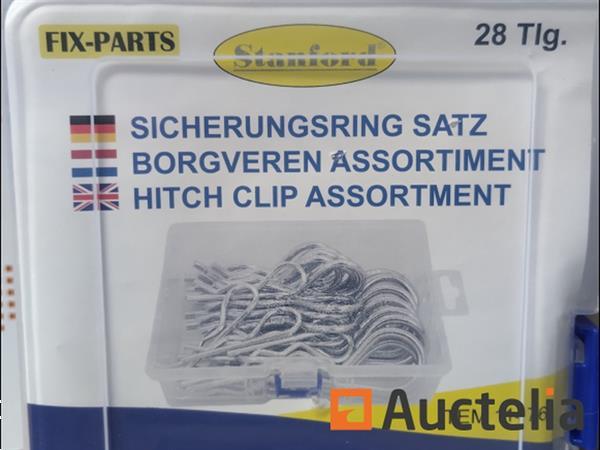 FIX-PARTS
Stanford
28 Tlg.
SICHERUNGSRING SATZ
BORGVEREN ASSORTIMENT
HITCH CLIP ASSORTMENT
Auctelia